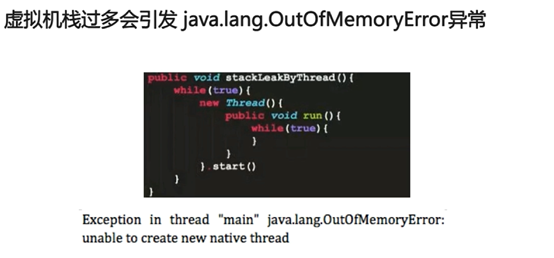 虚拟机栈过多会引发 java.lang.OutOfMemoryError异常
public void stackLeakByThread(){
while(true){
new Thread(){
public void run(){
while(true){
}
}
}.start()
}
}
Exception in thread "main" java.lang.OutOfMemoryError:
unable to create new native thread